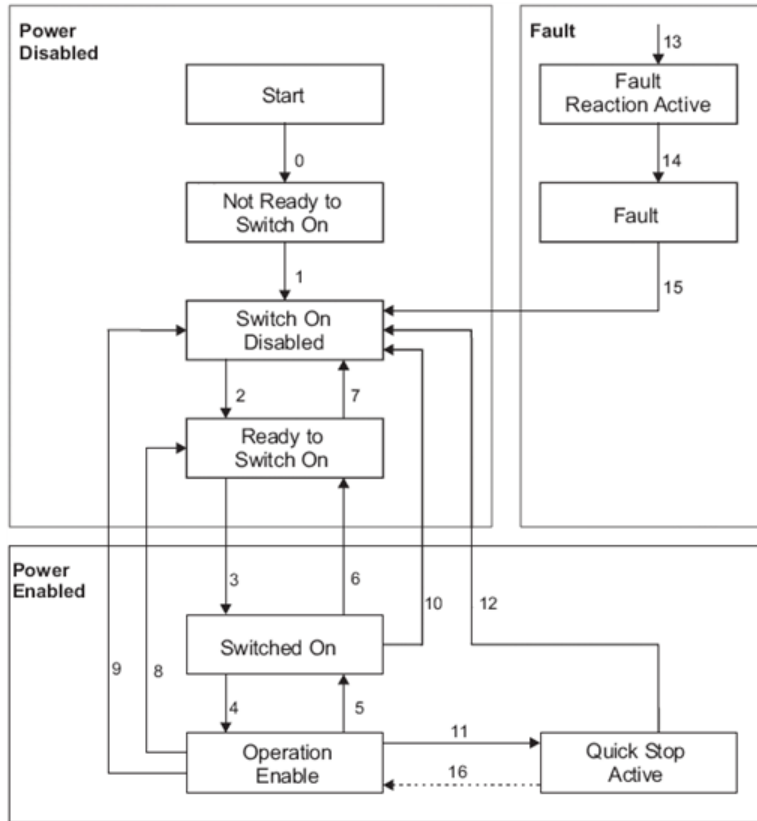 Power
Disabled
Fault
13
Start
Fault
Reaction Active
0
14
Not Ready to
Switch On
Fault
1
15
Switch On
Disabled
2
7
Ready to
Switch On
Power
Enabled
3
6
10
12
Switched On
9
8
4
5
11
Operation
Enable
Quick Stop
Active
16